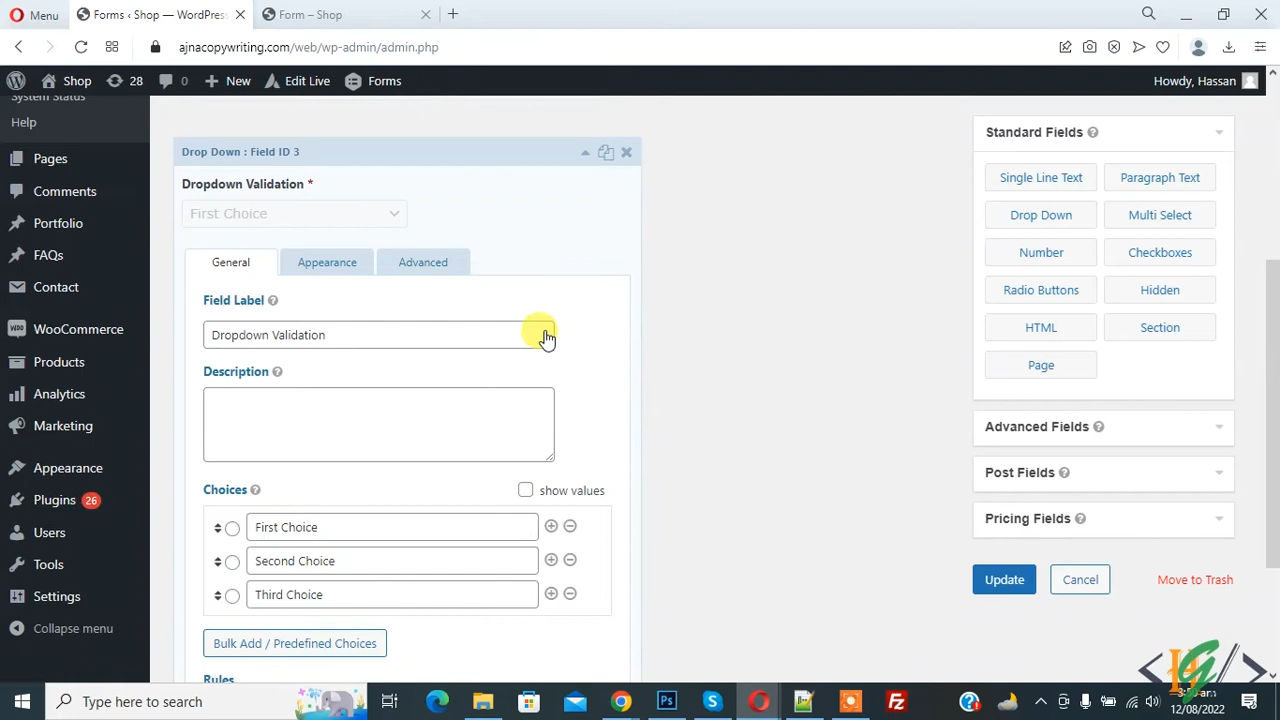 Menu
Forms ‹ Shop — WordPress
Form – Shop
ajnacopywriting.com/web/wp-admin/admin.php
Shop
28
0
New
Edit Live
Forms
Howdy, Hassan
System Status
Help
Pages
Comments
Portfolio
FAQs
Contact
WooCommerce
Products
Analytics
Marketing
Appearance
Plugins 26
Users
Tools
Settings
Collapse menu
Drop Down : Field ID 3
Dropdown Validation *
First Choice
General
Appearance
Advanced
Field Label
Dropdown Validation
Description
Choices
show values
First Choice
Second Choice
Third Choice
Bulk Add / Predefined Choices
Rules
Standard Fields
Single Line Text
Paragraph Text
Drop Down
Multi Select
Number
Checkboxes
Radio Buttons
Hidden
HTML
Section
Page
Advanced Fields
Post Fields
Pricing Fields
Update
Cancel
Move to Trash
Type here to search
12/08/2022